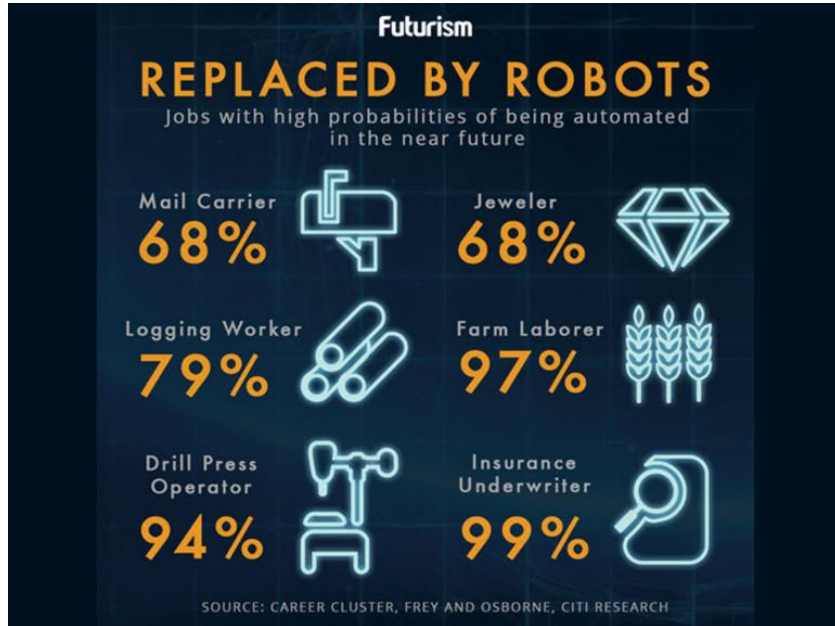 Futurism
REPLACED BY ROBOTS
Jobs with high probabilities of being automated
in the near future
Mail Carrier
68%
Jeweler
68%
Logging Worker
79%
Farm Laborer
97%
Drill Press
Operator
94%
Insurance
Underwriter
99%
SOURCE: CAREER CLUSTER, FREY AND OSBORNE, CITI RESEARCH